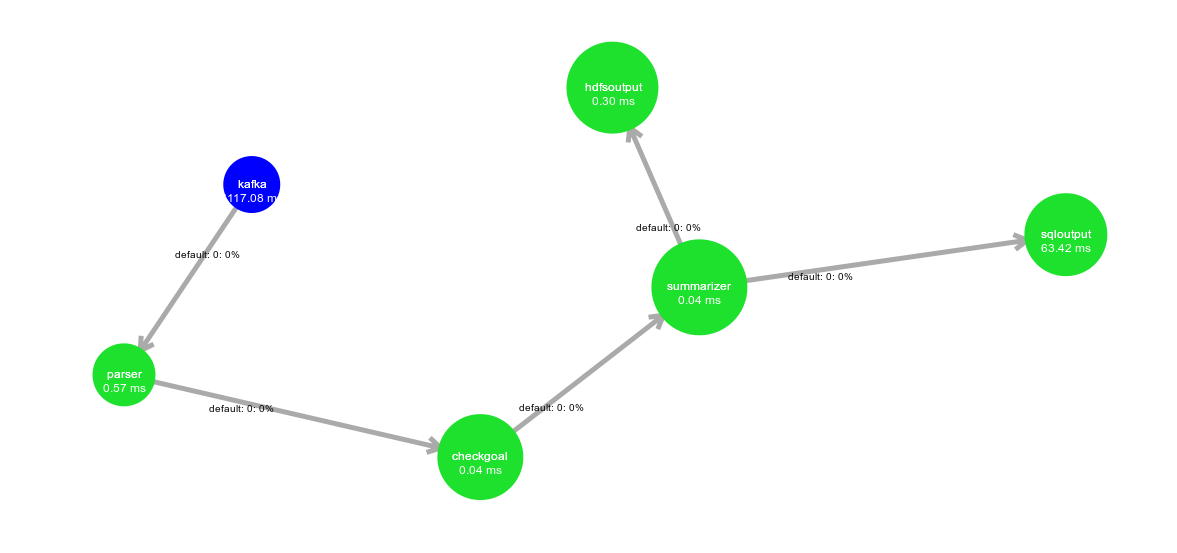 hdfsoutput
0.30 ms
kafka
117.08 m
default: 0: 0%
default: 0: 0%
sqloutput
63.42 ms
default: 0: 0%
summarizer
0.04 ms
parser
0.57 ms
default: 0: 0%
default: 0: 0%
checkgoal
0.04 ms